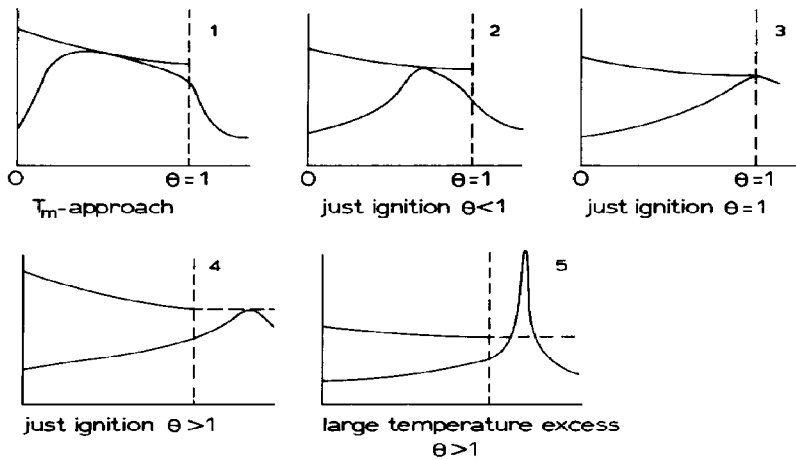 1
O θ=1
Tm-approach
2
O θ=1
just ignition θ<1
3
O θ=1
just ignition θ=1
4
just ignition θ>1
5
large temperature excess
θ>1